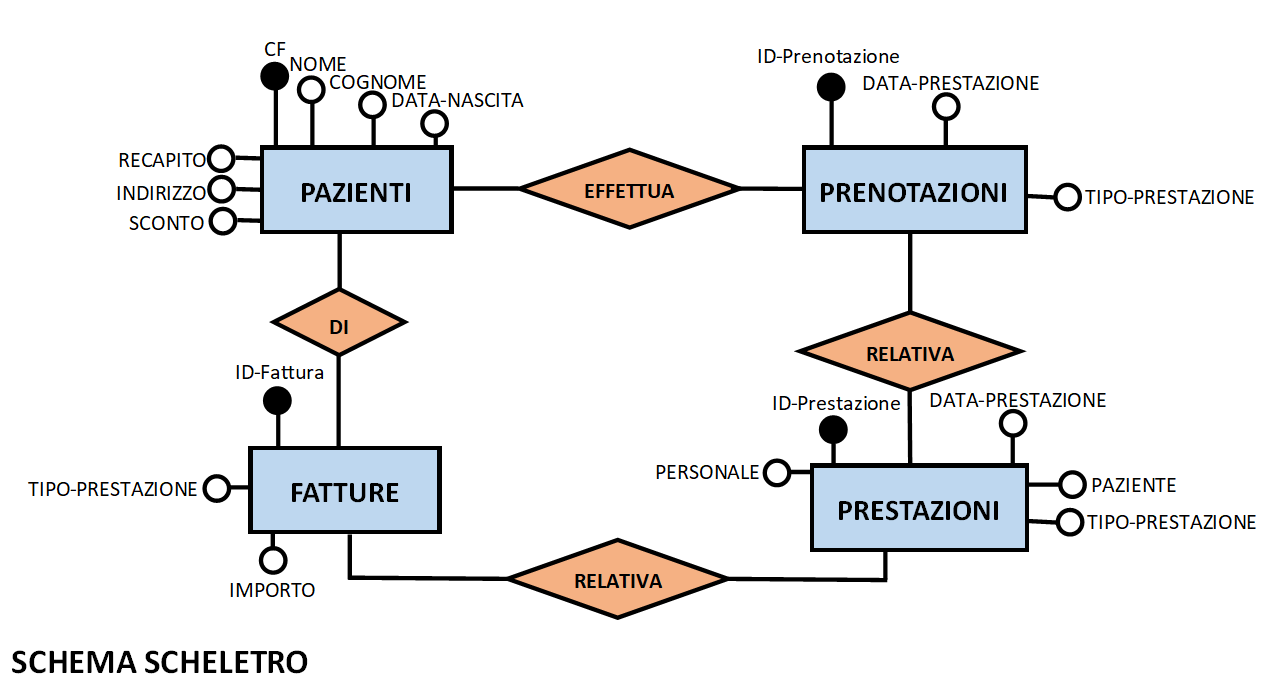 CF
NOME
COGNOME
DATA-NASCITA
RECAPITO
INDIRIZZO
SCONTO
PAZIENTI
EFFETTUA
ID-Prenotazione
DATA-PRESTAZIONE
PRENOTAZIONI
TIPO-PRESTAZIONE
DI
RELATIVA
ID-Fattura
TIPO-PRESTAZIONE
FATTURE
IMPORTO
ID-Prestazione
DATA-PRESTAZIONE
PERSONALE
PAZIENTE
PRESTAZIONI
TIPO-PRESTAZIONE
RELATIVA
SCHEMA SCHELETRO